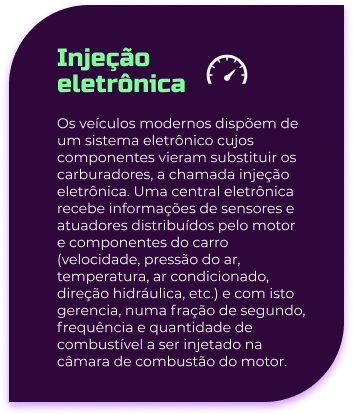 Injeção
eletrônica
Os veículos modernos dispõem de
um sistema eletrônico cujos
componentes vieram substituir os
carburadores, a chamada injeção
eletrônica. Uma central eletrônica
recebe informações de sensores e
atuadores distribuídos pelo motor
e componentes do carro
(velocidade, pressão do ar,
temperatura, ar condicionado,
direção hidráulica, etc.) e com isto
gerencia, numa fração de segundo,
frequência e quantidade de
combustível a ser injetado na
câmara de combustão do motor.